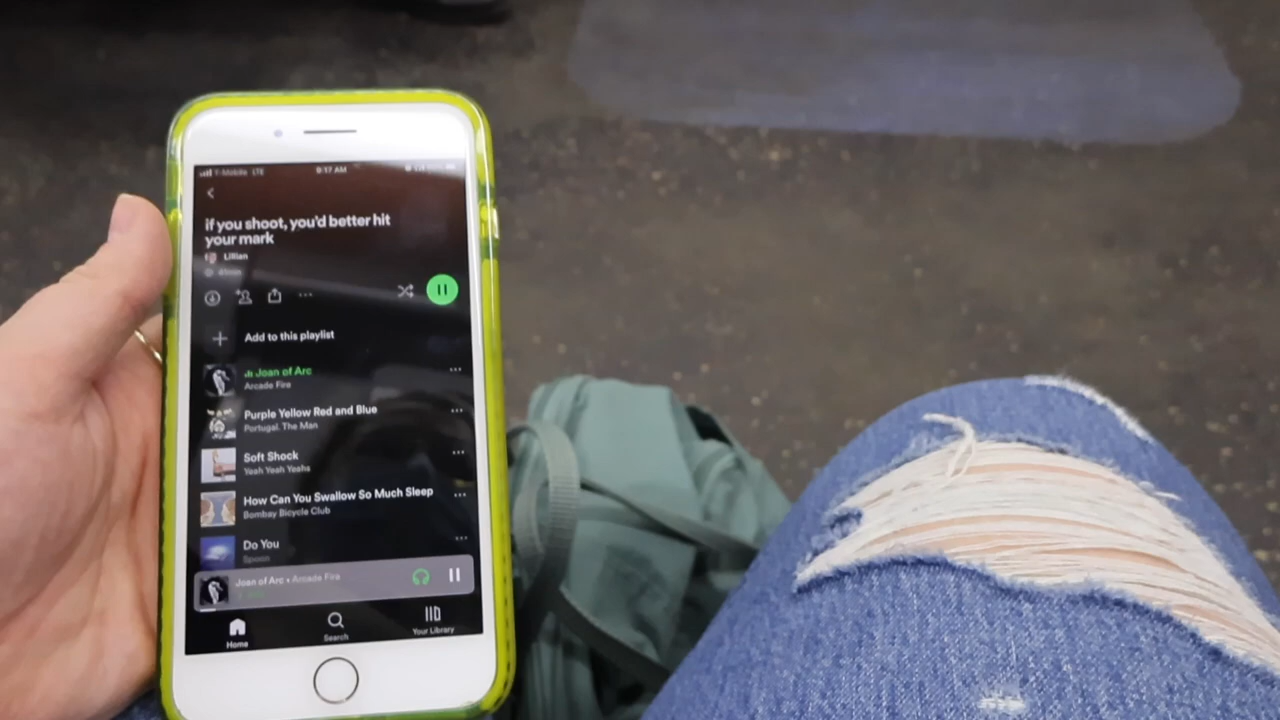 T-Mobile LTE
9:17 AM
if you shoot, you'd better hit
your mark
Lillian
Add to this playlist
Joan of Arc
Arcade Fire
Purple Yellow Red and Blue
Portugal. The Man
Soft Shock
Yeah Yeah Yeahs
How Can You Swallow So Much Sleep
Bombay Bicycle Club
Do You
Spoon
Joan of Arc • Arcade Fire
Home
Search
Your Library